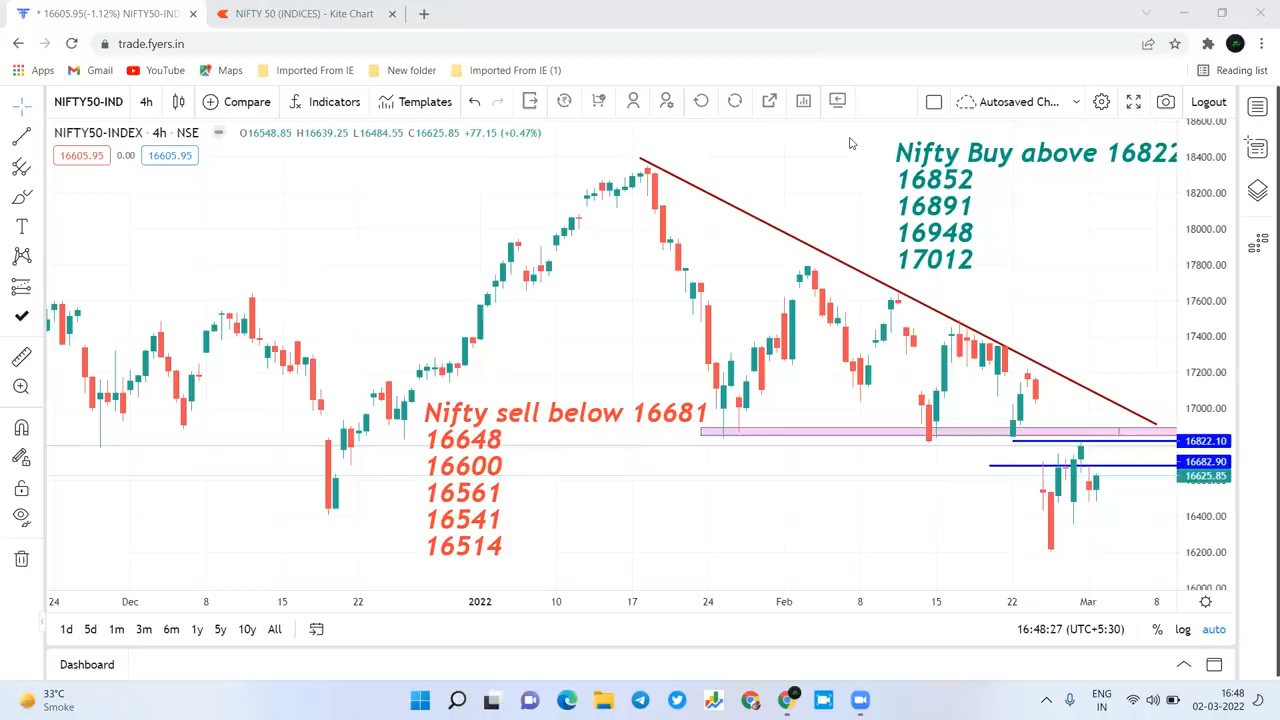 * 16605.95(-1.12%) NIFTY50-IND
NIFTY 50 (INDICES) - Kite Chart
trade.fyers.in
Apps
Gmail
YouTube
Maps
Imported From IE
New folder
Imported From IE (1)
Reading list
NIFTY50-IND
4h
Compare
Indicators
Templates
Autosaved Ch...
Logout
NIFTY50-INDEX · 4h · NSE
O16548.85 H16639.25 L16484.55 C16625.85 +77.15 (+0.47%)
16605.95
0.00
16605.95
Nifty Buy above 16822
16852
16891
16948
17012
Nifty sell below 16681
16648
16600
16561
16541
16514
18600.00
18400.00
18200.00
18000.00
17800.00
17600.00
17400.00
17200.00
17000.00
16822.10
16682.90
16625.85
16400.00
16200.00
16000.00
24
Dec
8
15
22
2022
10
17
24
Feb
8
15
22
Mar
8
1d
5d
1m
3m
6m
1y
5y
10y
All
16:48:27 (UTC+5:30)
%
log
auto
Dashboard
33°C
Smoke
ENG
IN
16:48
02-03-2022